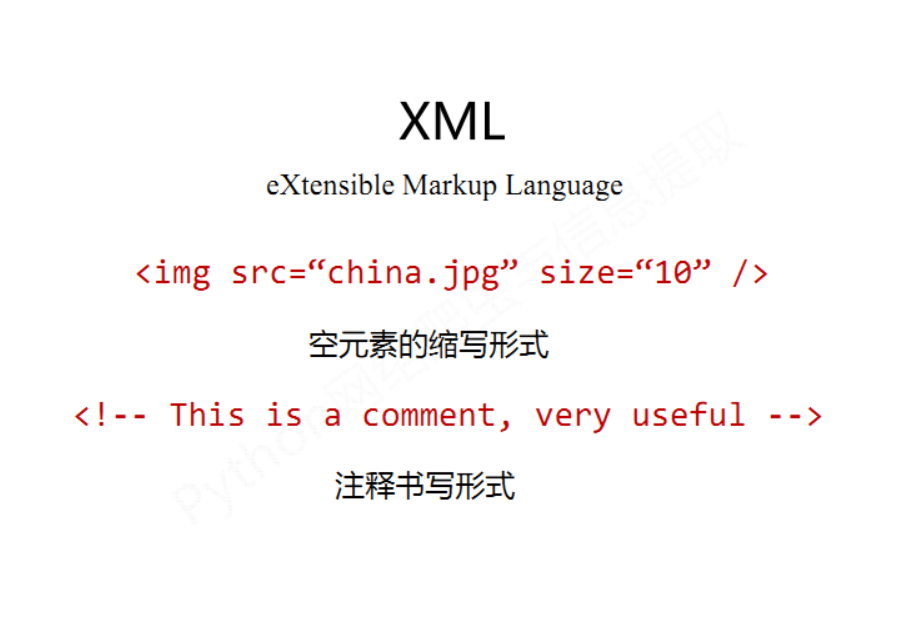 XML
eXtensible Markup Language
<img src=“china.jpg” size=“10” />
空元素的缩写形式
<!-- This is a comment, very useful -->
注释书写形式
Python网络爬虫与信息提取